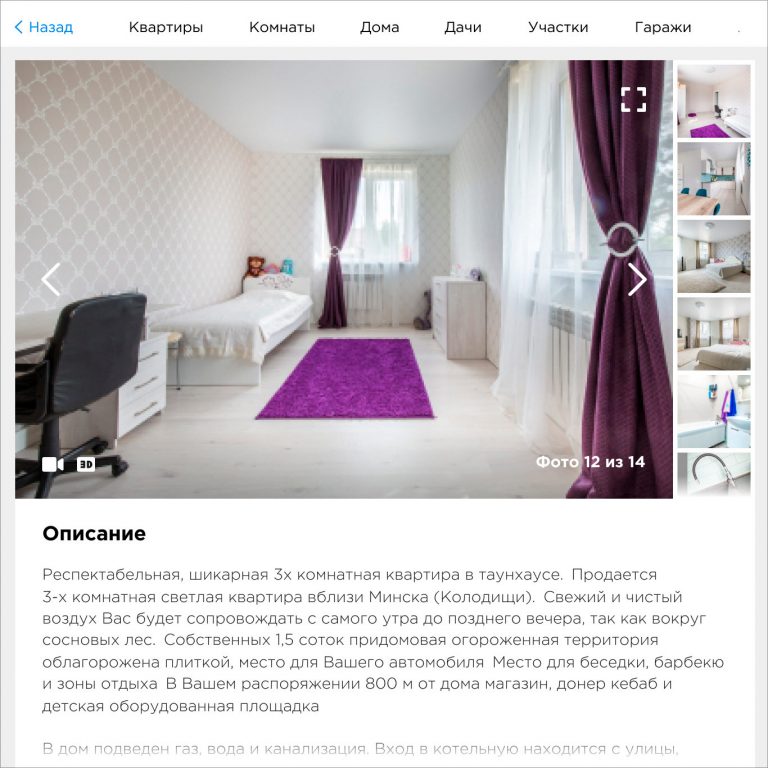 Назад Квартиры Комнаты Дома Дачи Участки Гаражи .
3D Фото 12 из 14
Описание
Респектабельная, шикарная 3х комнатная квартира в таунхаусе. Продается
3-х комнатная светлая квартира вблизи Минска (Колодищи). Свежий и чистый
воздух Вас будет сопровождать с самого утра до позднего вечера, так как вокруг
сосновых лес. Собственных 1,5 соток придомовая огороженная территория
облагорожена плиткой, место для Вашего автомобиля Место для беседки, барбекю
и зоны отдыха В Вашем распоряжении 800 м от дома магазин, донер кебаб и
детская оборудованная площадка
В дом подведен газ, вода и канализация. Вход в котельную находится с улицы,